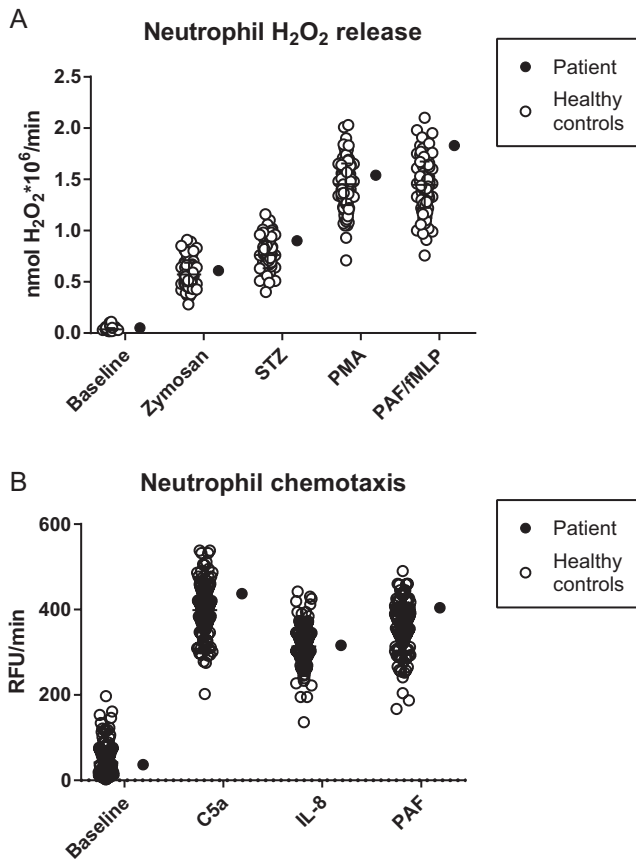 A
Neutrophil H₂O₂ release
Patient
Healthy
controls
nmol H₂O₂*10⁶/min
2.5
2.0
1.5
1.0
0.5
0.0
Baseline
Zymosan
STZ
PMA
PAF/fMLP
B
Neutrophil chemotaxis
Patient
Healthy
controls
RFU/min
600
400
200
0
Baseline
C5a
IL-8
PAF